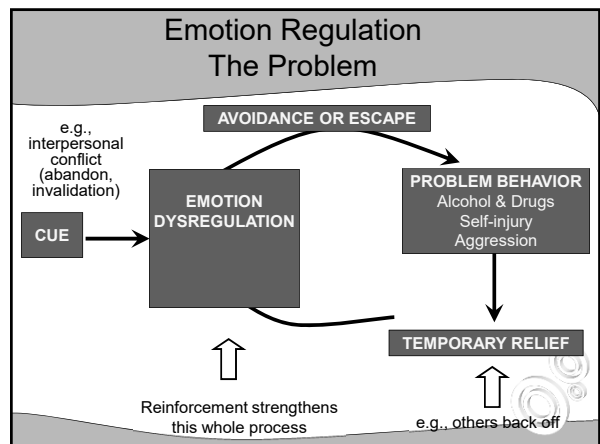 Emotion Regulation
The Problem
AVOIDANCE OR ESCAPE
e.g.,
interpersonal
conflict
(abandon,
invalidation)
CUE
EMOTION
DYSREGULATION
PROBLEM BEHAVIOR
Alcohol & Drugs
Self-injury
Aggression
TEMPORARY RELIEF
Reinforcement strengthens
this whole process
e.g., others back off